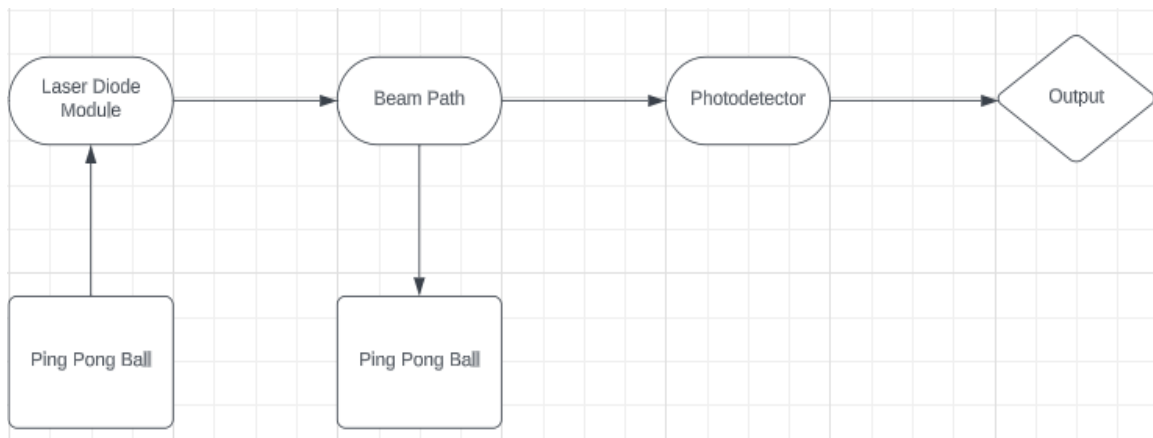 Laser Diode
Module
Beam Path
Photodetector
Output
Ping Pong Ball
Ping Pong Ball